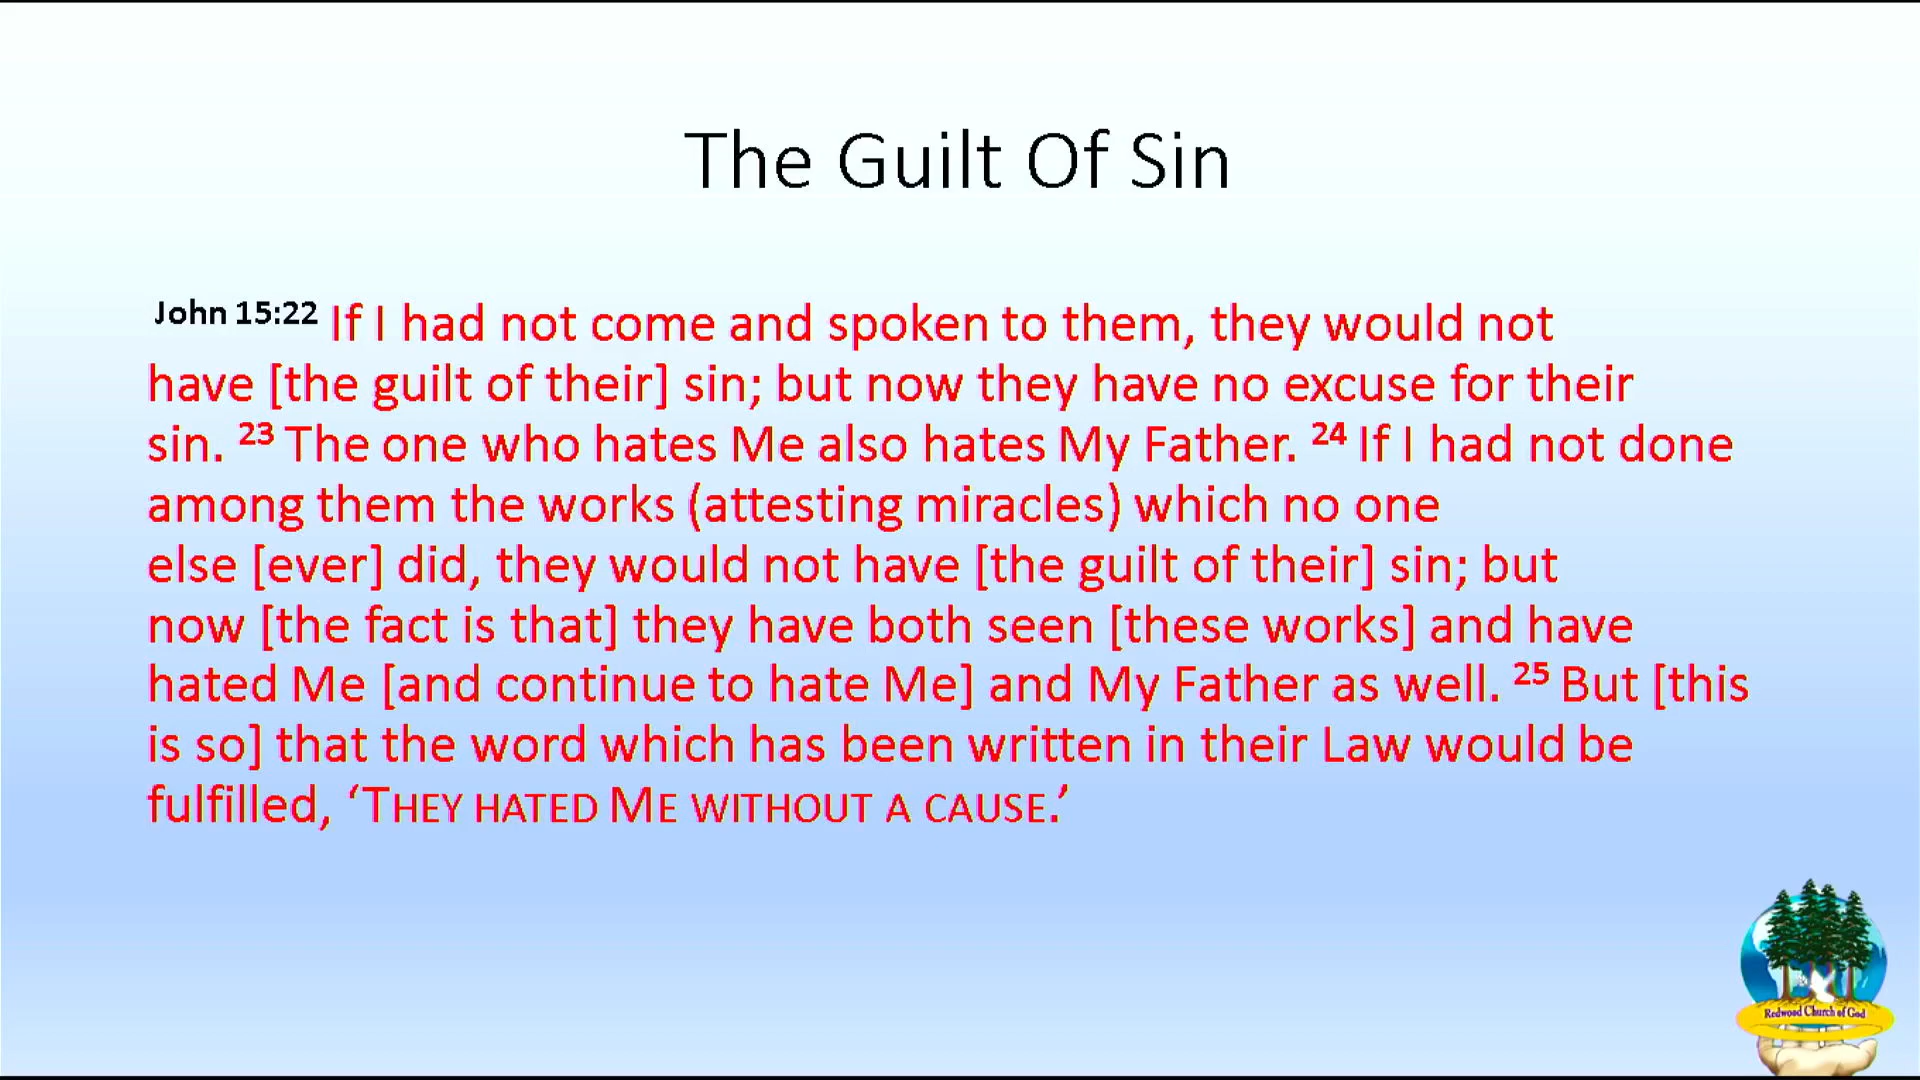 The Guilt Of Sin
John 15:22 If I had not come and spoken to them, they would not
have [the guilt of their] sin; but now they have no excuse for their
sin. 23 The one who hates Me also hates My Father. 24 If I had not done
among them the works (attesting miracles) which no one
else [ever] did, they would not have [the guilt of their] sin; but
now [the fact is that] they have both seen [these works] and have
hated Me [and continue to hate Me] and My Father as well. 25 But [this
is so] that the word which has been written in their Law would be
fulfilled, ‘THEY HATED ME WITHOUT A CAUSE.’
Redwood Church of God